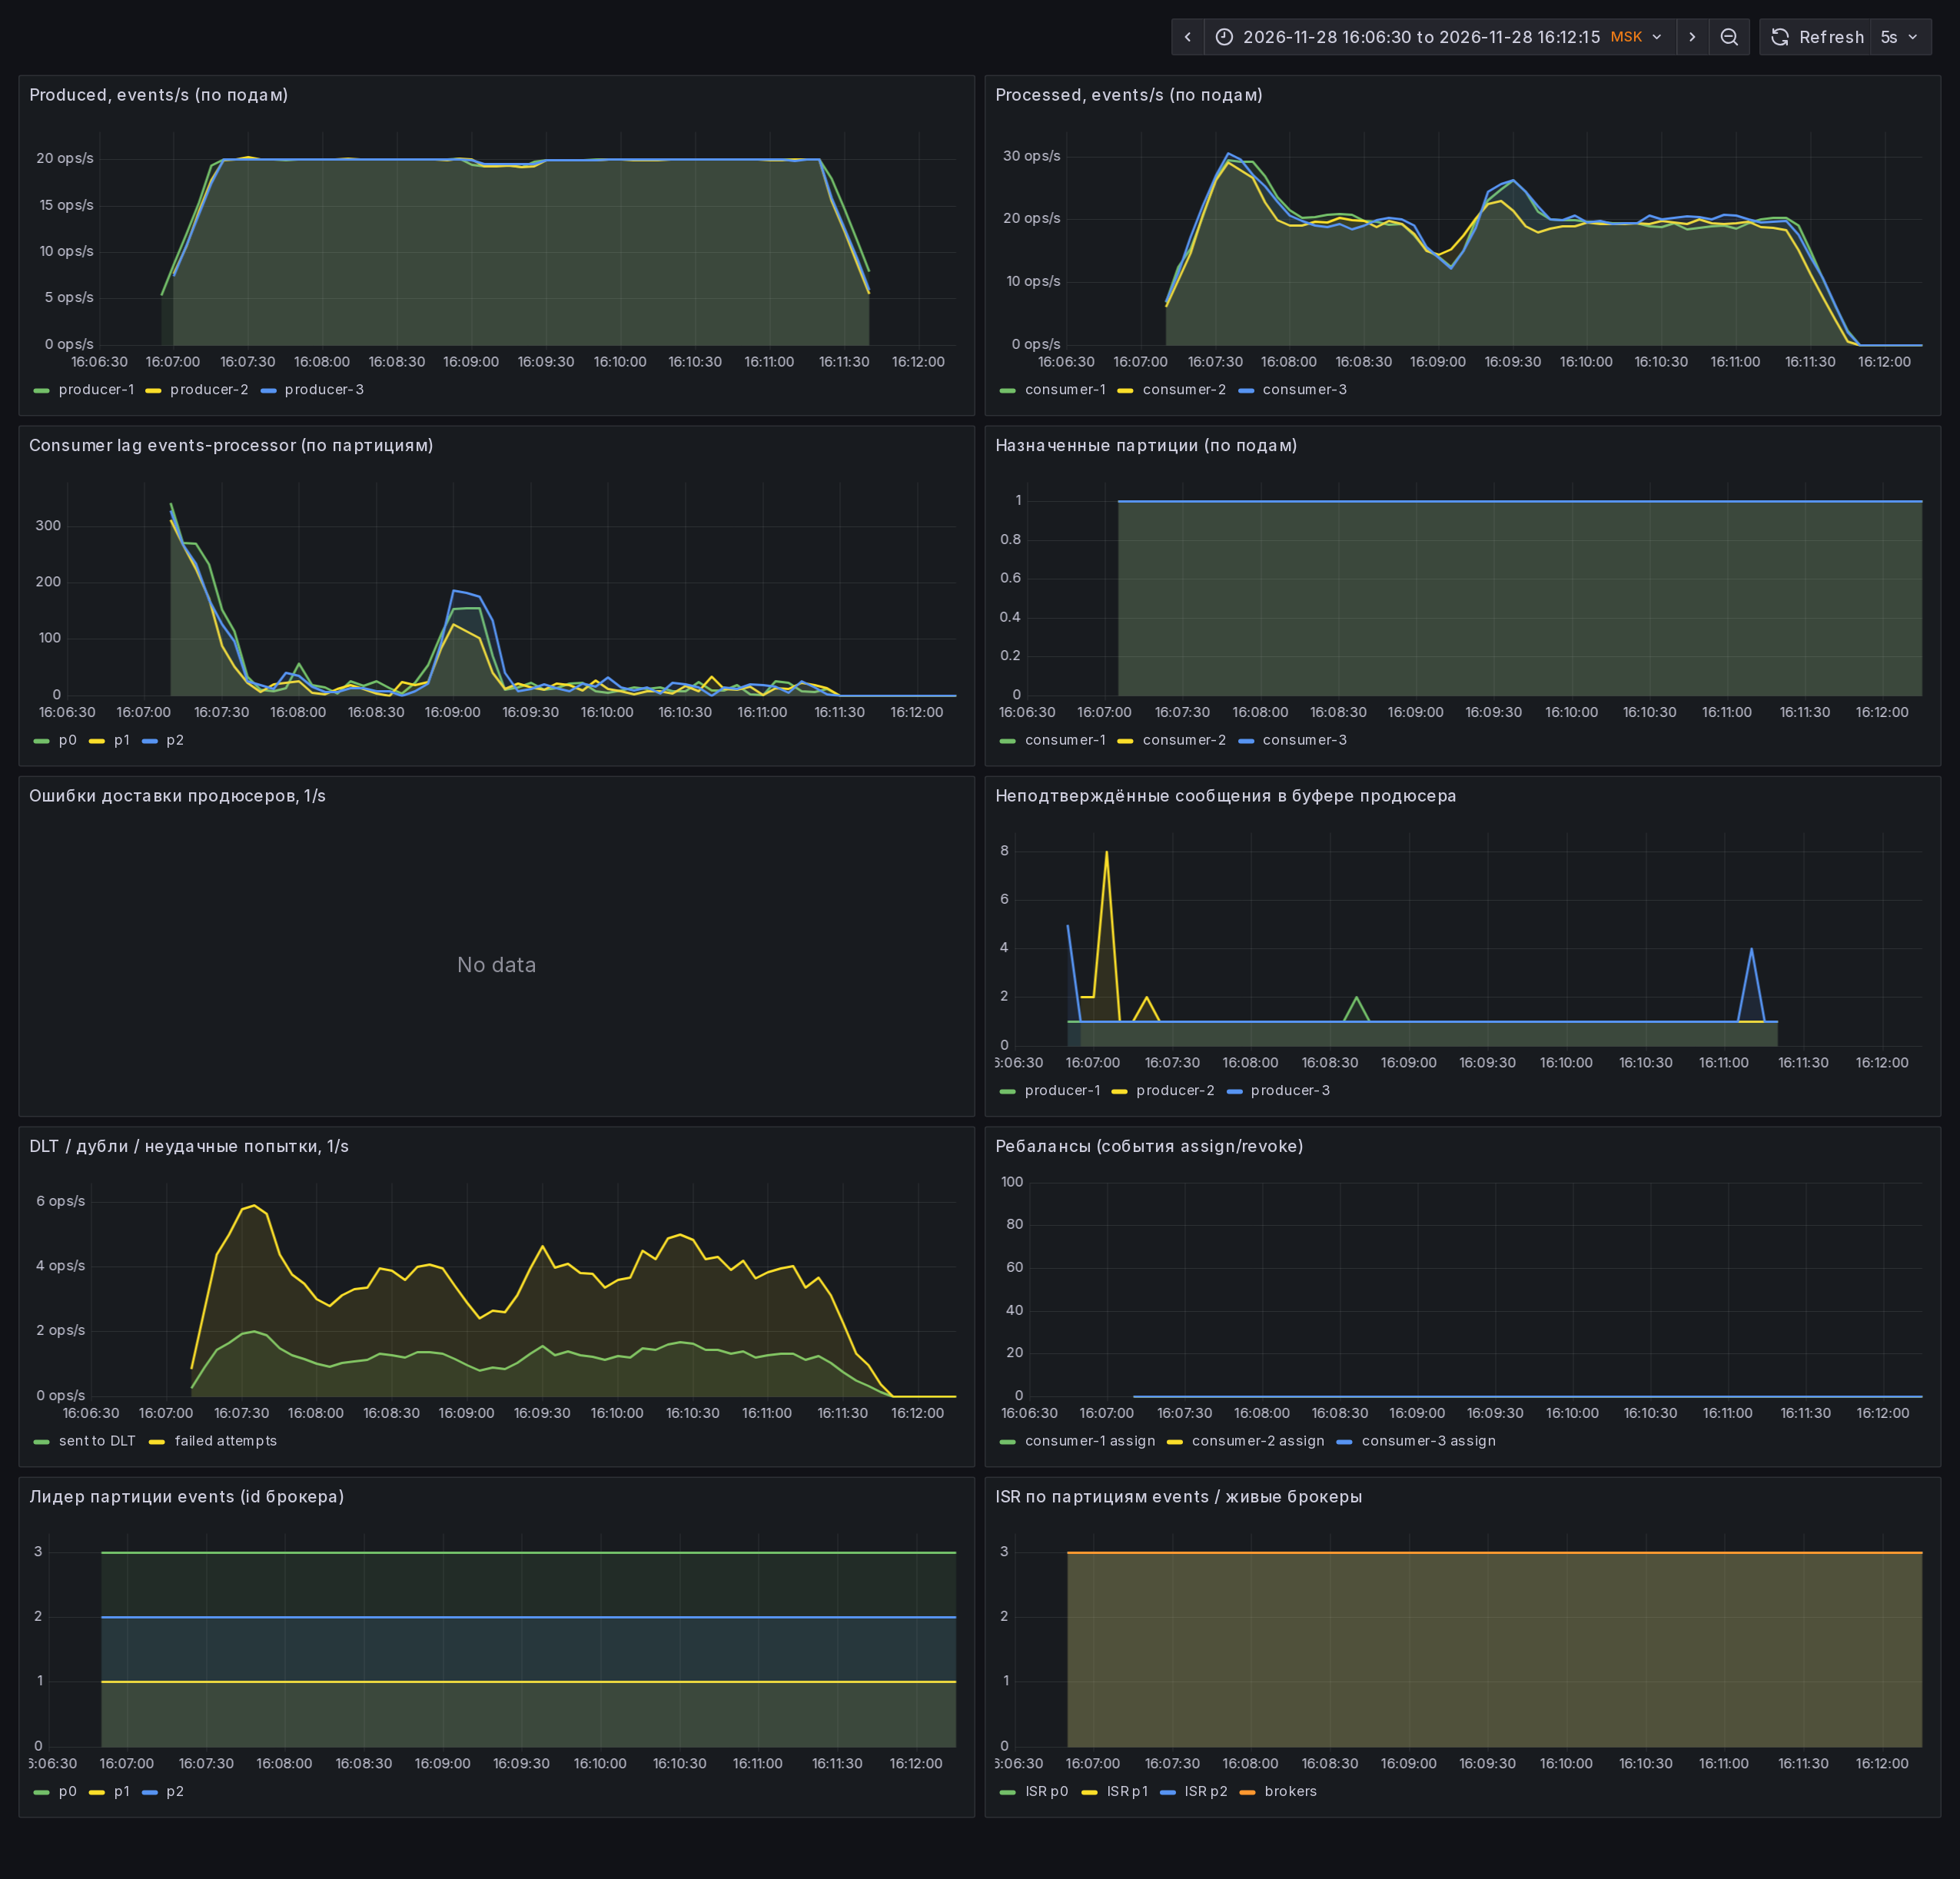 2026-11-28 16:06:30 to 2026-11-28 16:12:15 MSK
Refresh 5s
Produced, events/s (по подам)
20 ops/s
15 ops/s
10 ops/s
5 ops/s
0 ops/s
16:06:30 16:07:00 16:07:30 16:08:00 16:08:30 16:09:00 16:09:30 16:10:00 16:10:30 16:11:00 16:11:30 16:12:00
producer-1 producer-2 producer-3
Processed, events/s (по подам)
30 ops/s
20 ops/s
10 ops/s
0 ops/s
16:06:30 16:07:00 16:07:30 16:08:00 16:08:30 16:09:00 16:09:30 16:10:00 16:10:30 16:11:00 16:11:30 16:12:00
consumer-1 consumer-2 consumer-3
Consumer lag events-processor (по партициям)
300
200
100
0
16:06:30 16:07:00 16:07:30 16:08:00 16:08:30 16:09:00 16:09:30 16:10:00 16:10:30 16:11:00 16:11:30 16:12:00
p0 p1 p2
Назначенные партиции (по подам)
1
0.8
0.6
0.4
0.2
0
16:06:30 16:07:00 16:07:30 16:08:00 16:08:30 16:09:00 16:09:30 16:10:00 16:10:30 16:11:00 16:11:30 16:12:00
consumer-1 consumer-2 consumer-3
Ошибки доставки продюсеров, 1/s
No data
Неподтверждённые сообщения в буфере продюсера
8
6
4
2
0
:06:30 16:07:00 16:07:30 16:08:00 16:08:30 16:09:00 16:09:30 16:10:00 16:10:30 16:11:00 16:11:30 16:12:00
producer-1 producer-2 producer-3
DLT / дубли / неудачные попытки, 1/s
6 ops/s
4 ops/s
2 ops/s
0 ops/s
16:06:30 16:07:00 16:07:30 16:08:00 16:08:30 16:09:00 16:09:30 16:10:00 16:10:30 16:11:00 16:11:30 16:12:00
sent to DLT failed attempts
Ребалансы (события assign/revoke)
100
80
60
40
20
0
16:06:30 16:07:00 16:07:30 16:08:00 16:08:30 16:09:00 16:09:30 16:10:00 16:10:30 16:11:00 16:11:30 16:12:00
consumer-1 assign consumer-2 assign consumer-3 assign
Лидер партиции events (id брокера)
3
2
1
0
:06:30 16:07:00 16:07:30 16:08:00 16:08:30 16:09:00 16:09:30 16:10:00 16:10:30 16:11:00 16:11:30 16:12:00
p0 p1 p2
ISR по партициям events / живые брокеры
3
2
1
0
:06:30 16:07:00 16:07:30 16:08:00 16:08:30 16:09:00 16:09:30 16:10:00 16:10:30 16:11:00 16:11:30 16:12:00
ISR p0 ISR p1 ISR p2 brokers